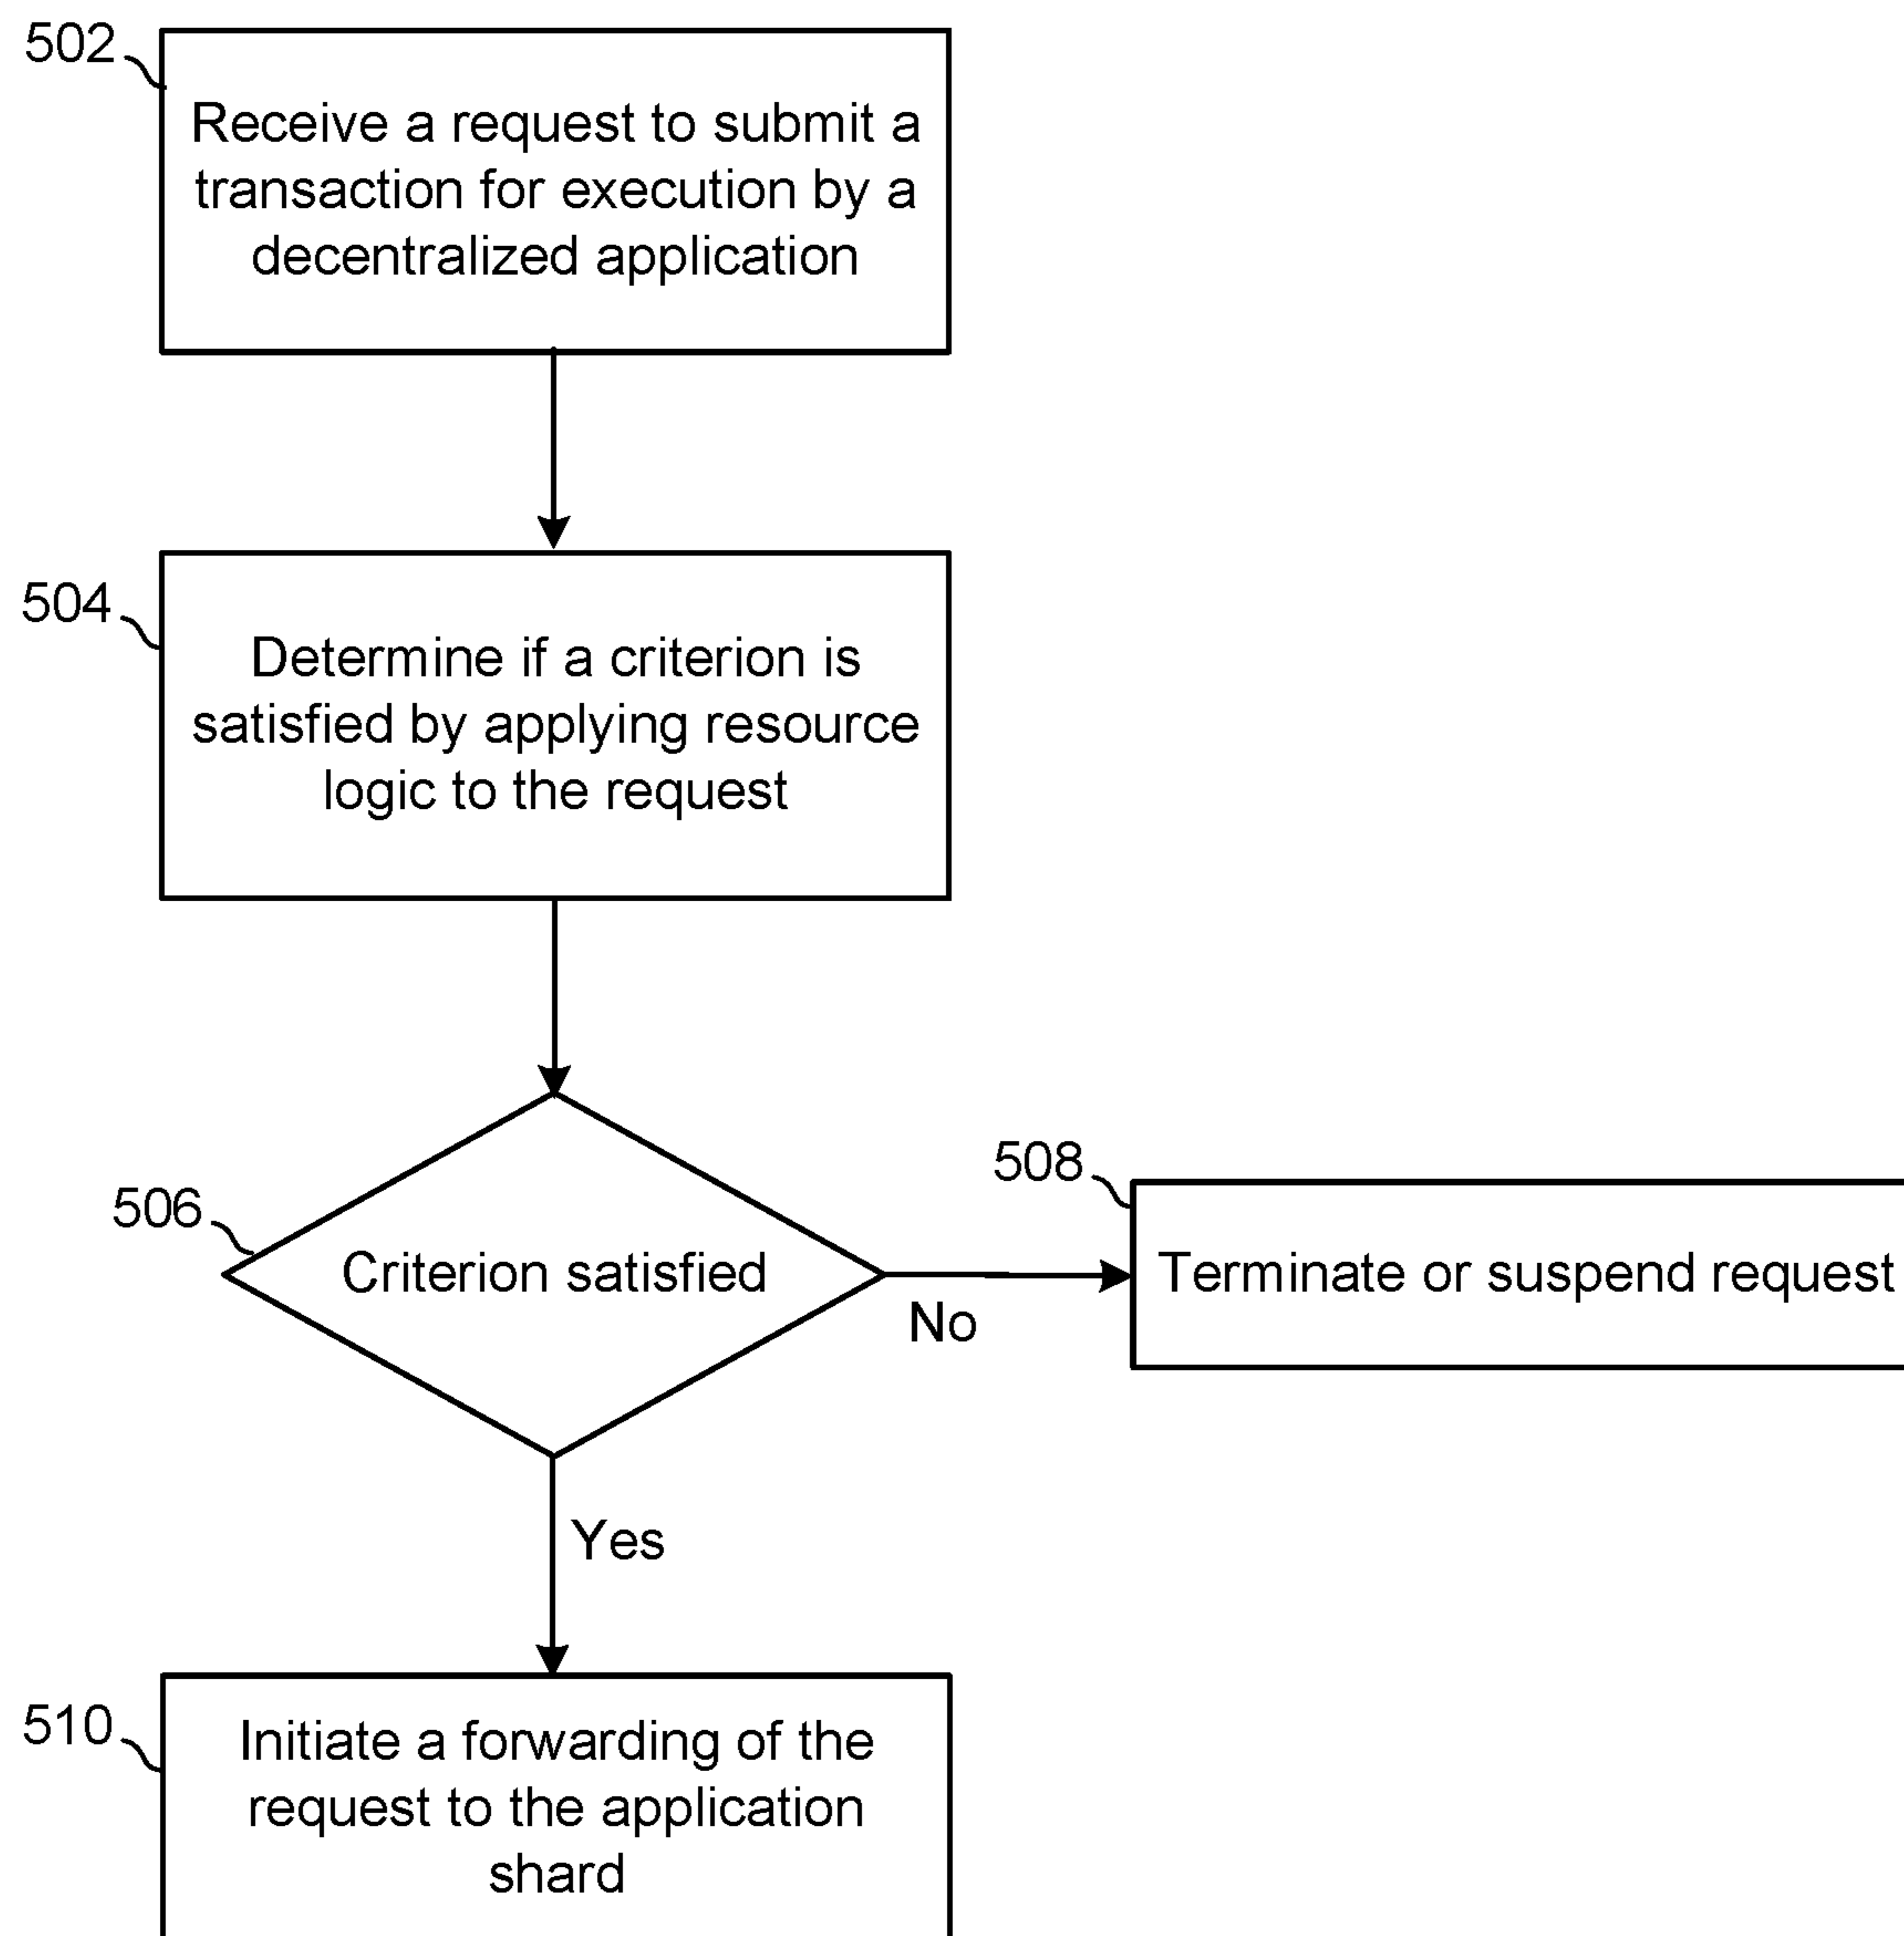 502
Receive a request to submit a
transaction for execution by a
decentralized application
504
Determine if a criterion is
satisfied by applying resource
logic to the request
506
Criterion satisfied
No
508
Terminate or suspend request
Yes
510
Initiate a forwarding of the
request to the application
shard